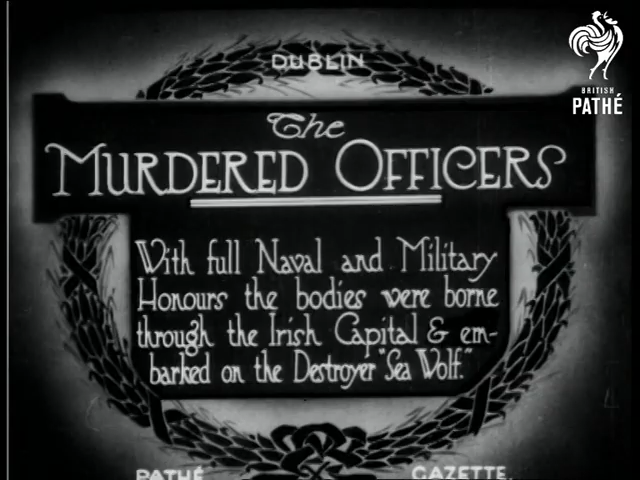 DUBLIN
BRITISH
PATHÉ
The
MURDERED OFFICERS
With full Naval and Military
Honours the bodies were borne
through the Irish Capital & em-
barked on the Destroyer "Sea Wolf."
PATHÉ GAZETTE.